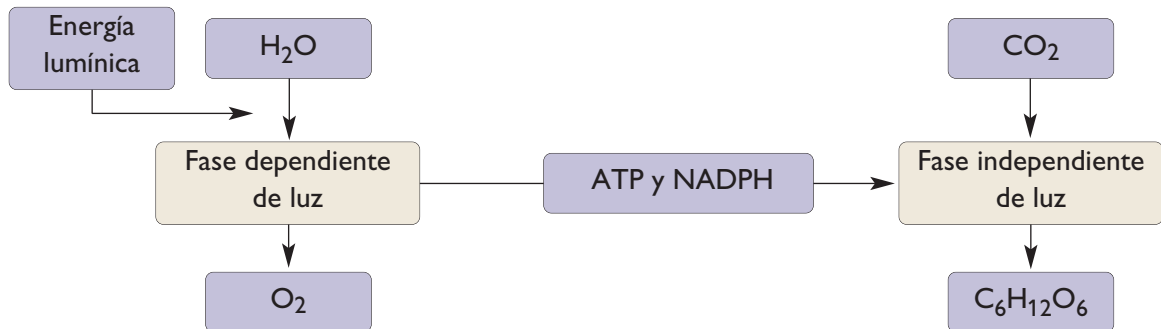 Energía
lumínica
H₂O
CO₂
Fase dependiente
de luz
ATP y NADPH
Fase independiente
de luz
O₂
C₆H₁₂O₆